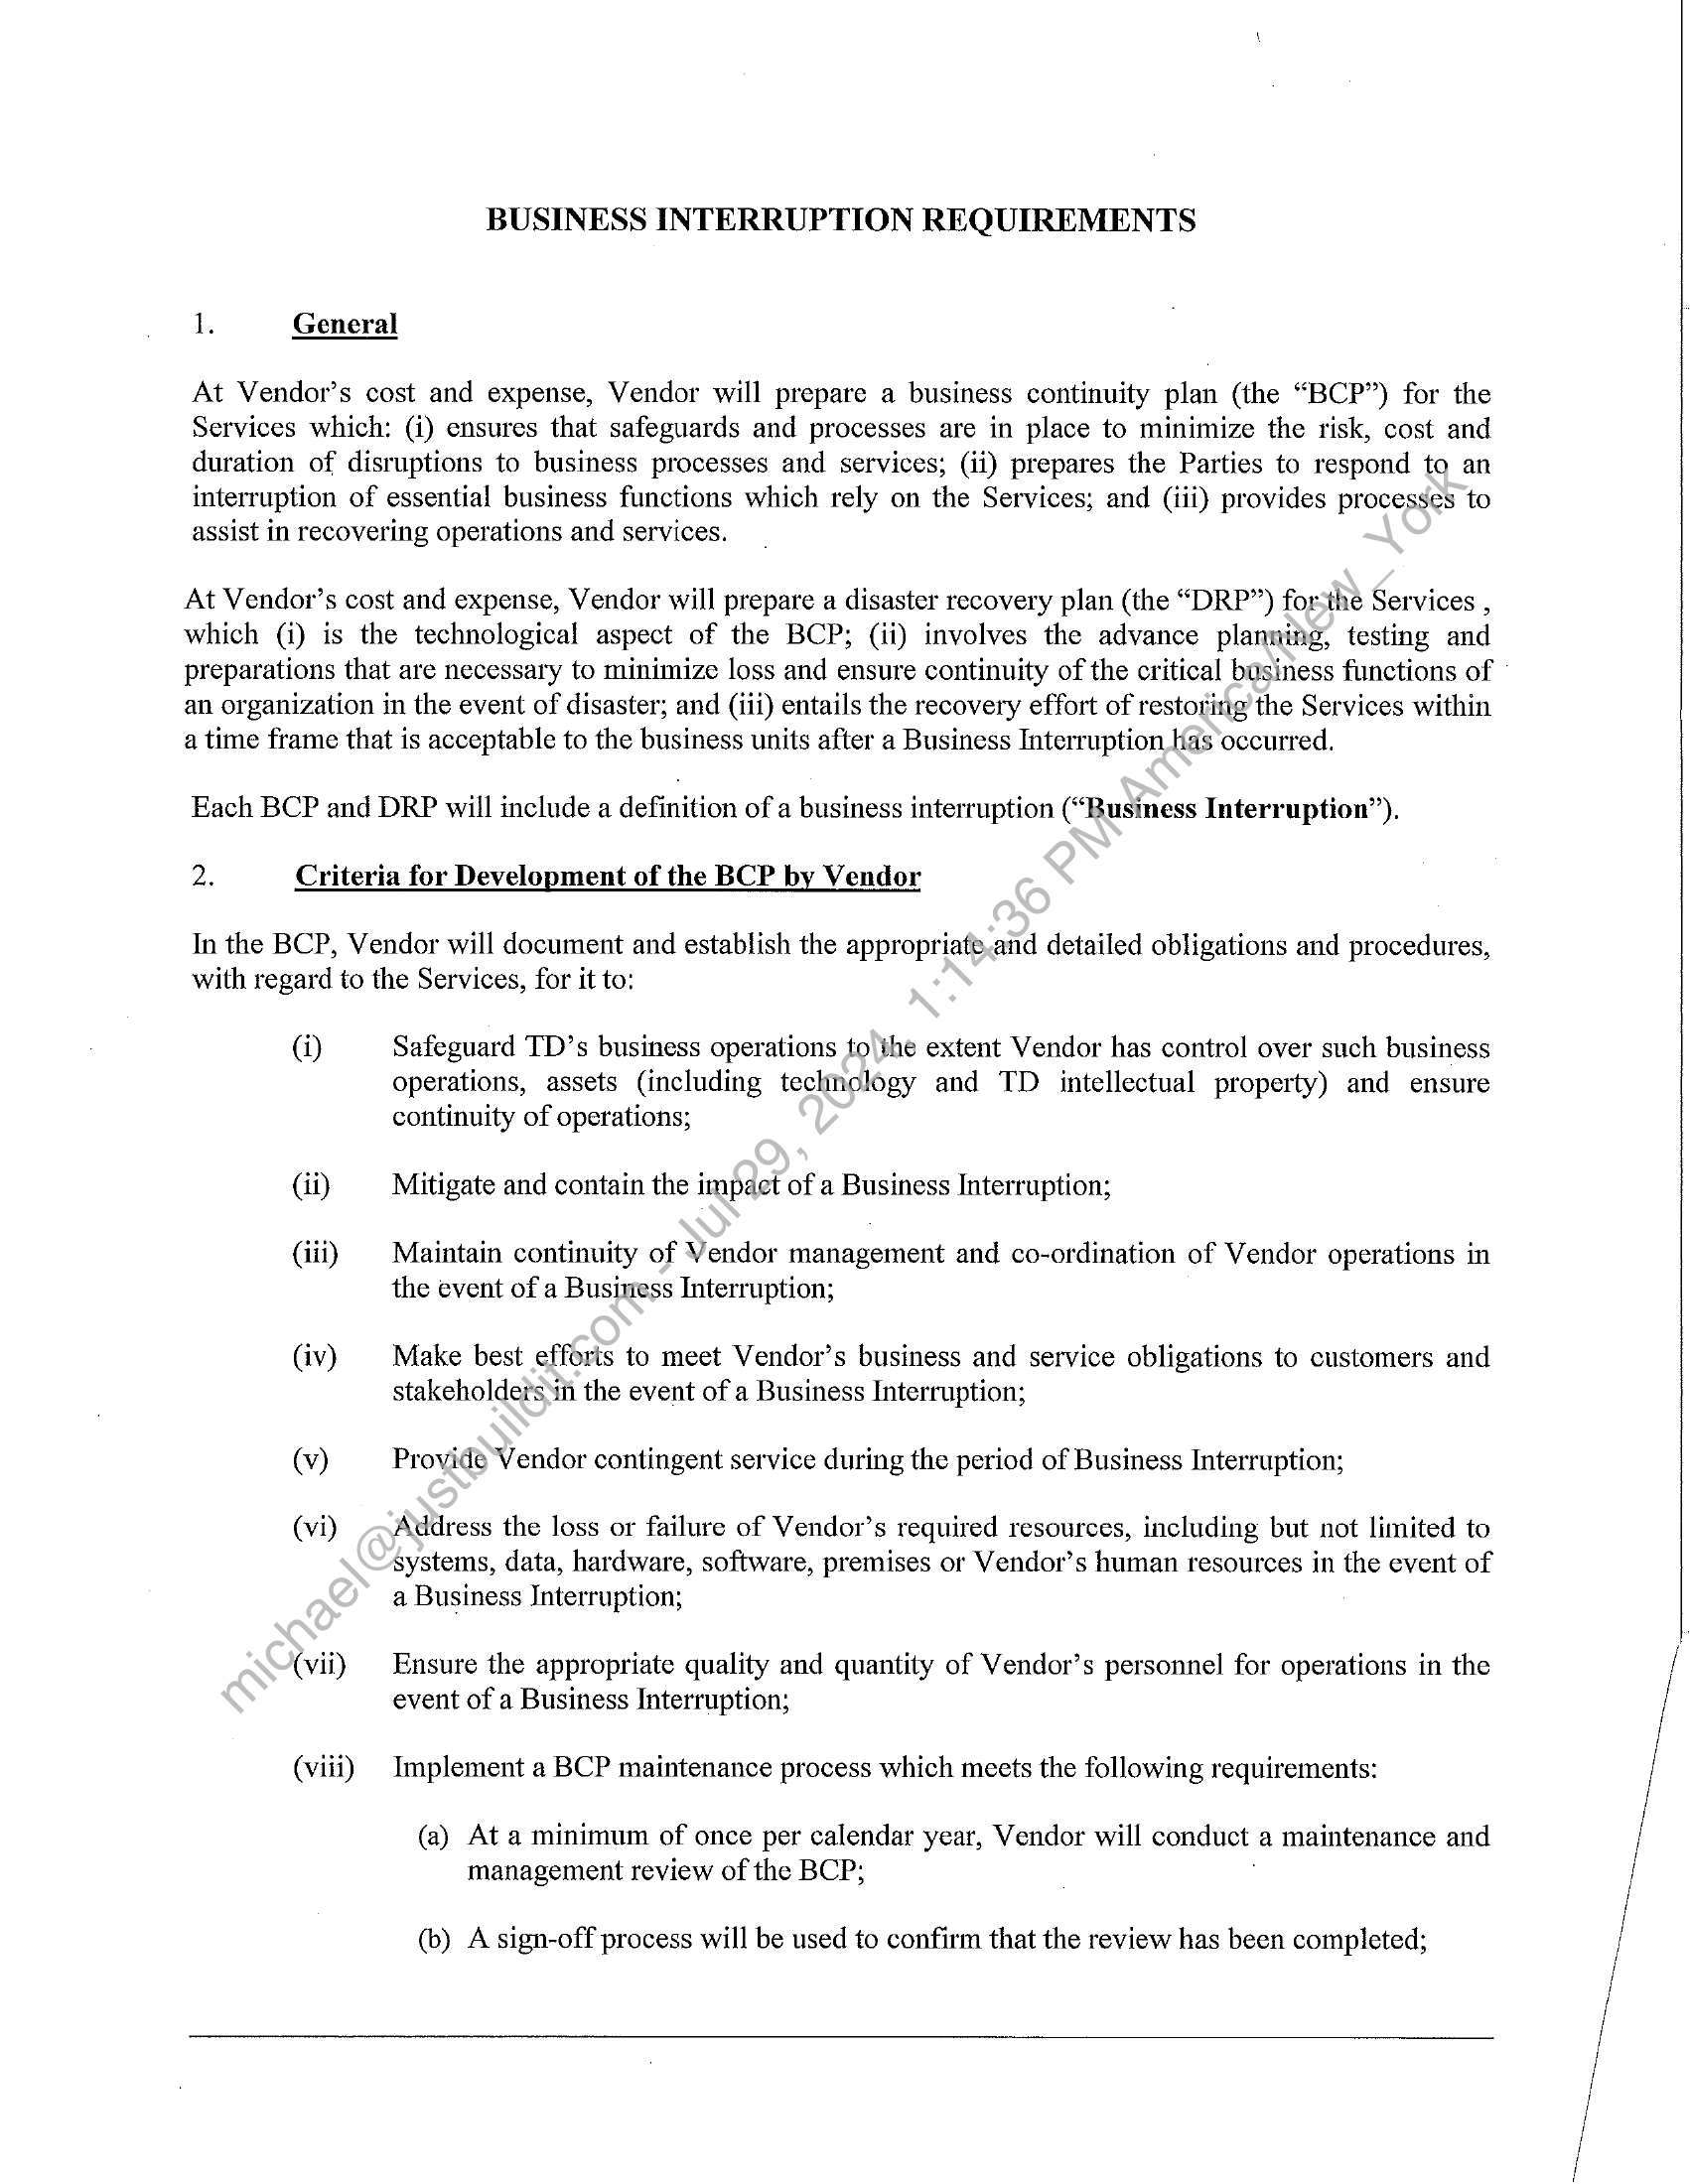 BUSINESS INTERRUPTION REQUIREMENTS
1. General
At Vendor's cost and expense, Vendor will prepare a business continuity plan (the “BCP”) for the
Services which: (i) ensures that safeguards and processes are in place to minimize the risk, cost and
duration of disruptions to business processes and services; (ii) prepares the Parties to respond to an
interruption of essential business functions which rely on the Services; and (iii) provides processes to
assist in recovering operations and services.
At Vendor's cost and expense, Vendor will prepare a disaster recovery plan (the “DRP”) for the Services ,
which (i) is the technological aspect of the BCP; (ii) involves the advance planning, testing and
preparations that are necessary to minimize loss and ensure continuity of the critical business functions of
an organization in the event of disaster; and (iii) entails the recovery effort of restoring the Services within
a time frame that is acceptable to the business units after a Business Interruption has occurred.
Each BCP and DRP will include a definition of a business interruption (“Business Interruption”).
2. Criteria for Development of the BCP by Vendor
In the BCP, Vendor will document and establish the appropriate and detailed obligations and procedures,
with regard to the Services, for it to:
(i) Safeguard TD's business operations to the extent Vendor has control over such business
operations, assets (including technology and TD intellectual property) and ensure
continuity of operations;
(ii) Mitigate and contain the impact of a Business Interruption;
(iii) Maintain continuity of Vendor management and co-ordination of Vendor operations in
the event of a Business Interruption;
(iv) Make best efforts to meet Vendor's business and service obligations to customers and
stakeholders in the event of a Business Interruption;
(v) Provide Vendor contingent service during the period of Business Interruption;
(vi) Address the loss or failure of Vendor's required resources, including but not limited to
systems, data, hardware, software, premises or Vendor's human resources in the event of
a Business Interruption;
(vii) Ensure the appropriate quality and quantity of Vendor's personnel for operations in the
event of a Business Interruption;
(viii) Implement a BCP maintenance process which meets the following requirements:
(a) At a minimum of once per calendar year, Vendor will conduct a maintenance and
management review of the BCP;
(b) A sign-off process will be used to confirm that the review has been completed;
michael@justbuildit.com - Jul 29, 2024, 1:14:36 PM America/New_York